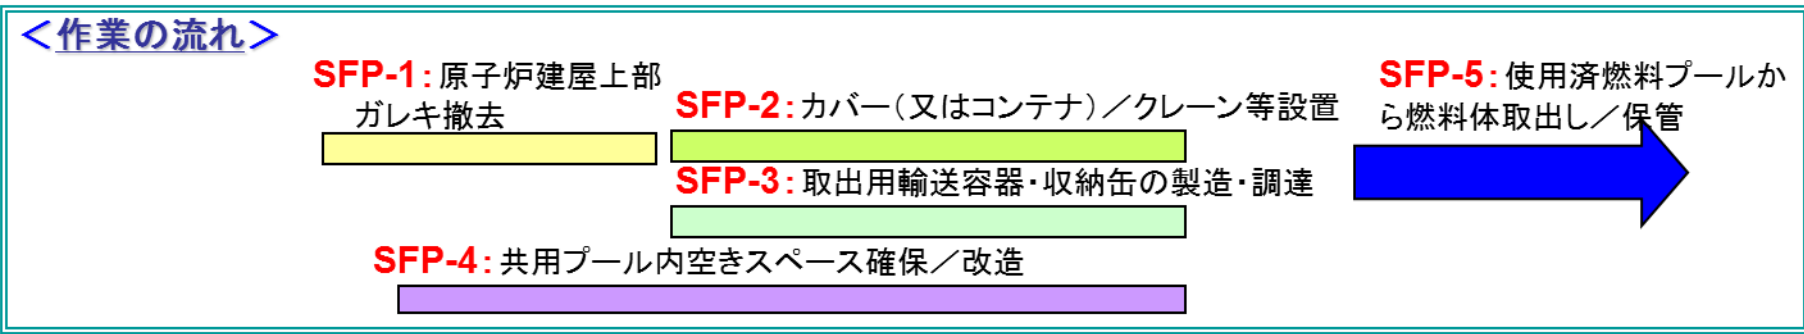 ＜作業の流れ＞
SFP-1：原子炉建屋上部
ガレキ撤去
SFP-2：カバー（又はコンテナ）／クレーン等設置
SFP-3：取出用輸送容器・収納缶の製造・調達
SFP-4：共用プール内空きスペース確保／改造
SFP-5：使用済燃料プールか
ら燃料体取出し／保管